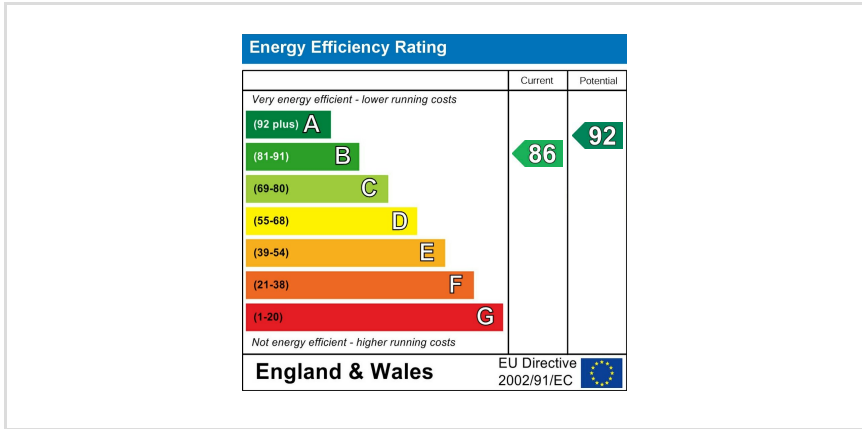 Energy Efficiency Rating
Current Potential
Very energy efficient - lower running costs
(92 plus) A
(81-91) B
(69-80) C
(55-68) D
(39-54) E
(21-38) F
(1-20) G
86
92
Not energy efficient - higher running costs
England & Wales
EU Directive
2002/91/EC